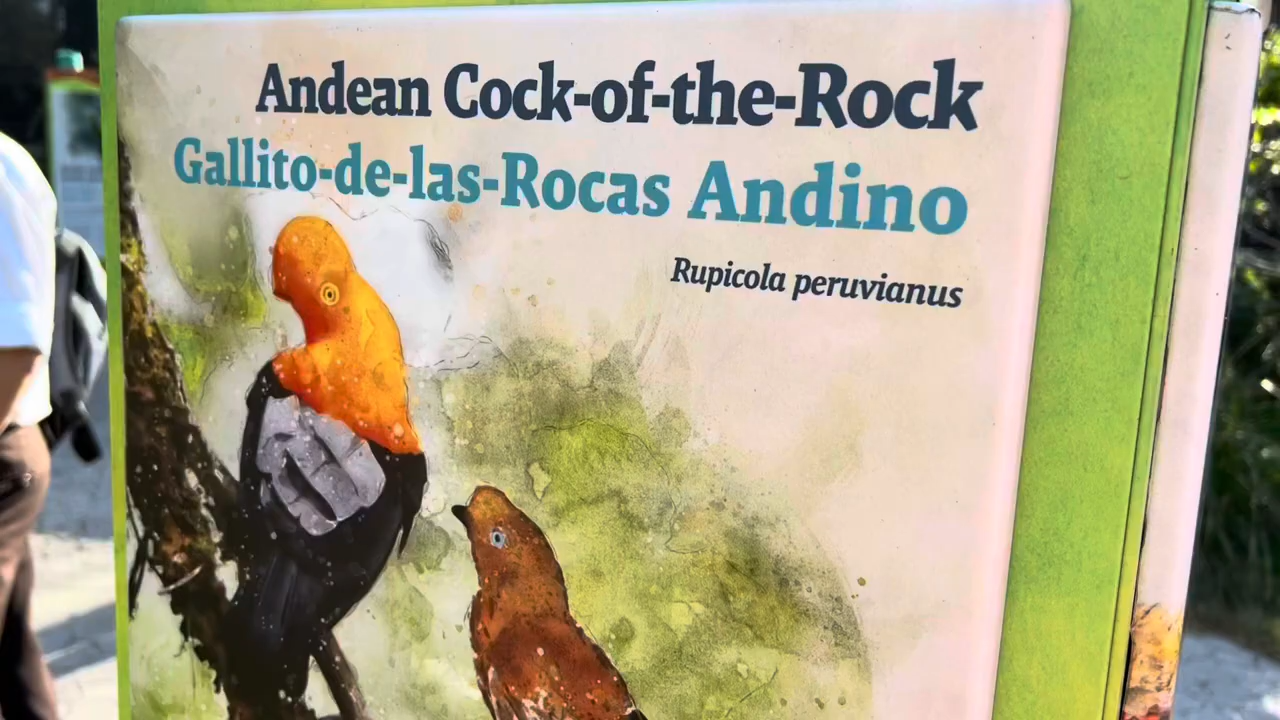 Andean Cock-of-the-Rock
Gallito-de-las-Rocas Andino
Rupicola peruvianus